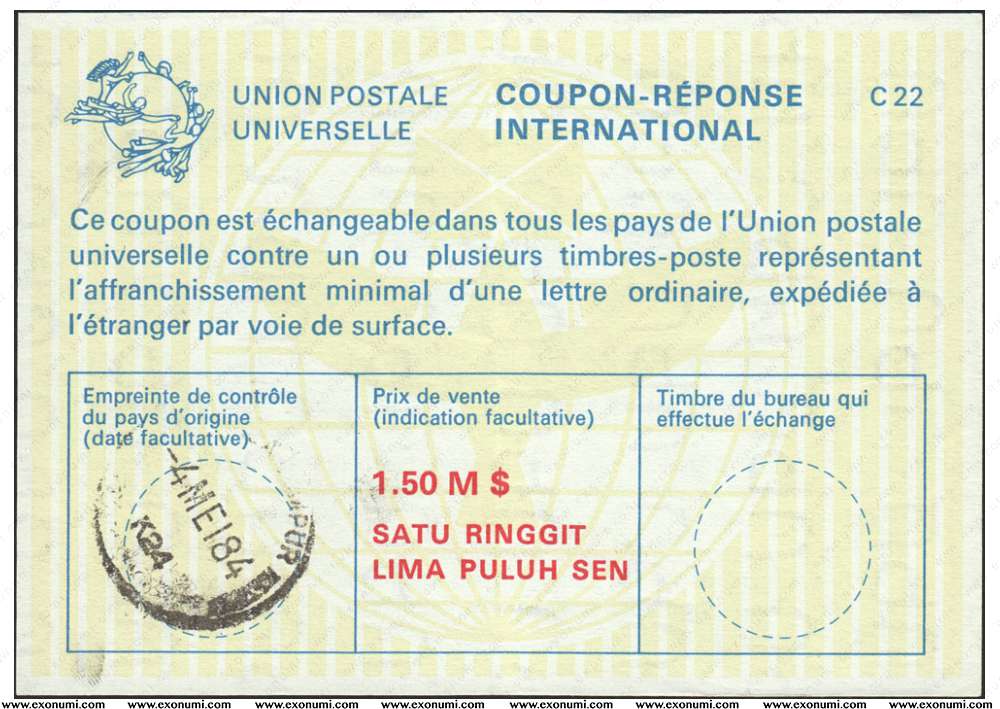 UNION POSTALE
UNIVERSELLE
COUPON-RÉPONSE
INTERNATIONAL
C 22
Ce coupon est échangeable dans tous les pays de l'Union postale
universelle contre un ou plusieurs timbres-poste représentant
l'affranchissement minimal d'une lettre ordinaire, expédiée à
l'étranger par voie de surface.
Empreinte de contrôle
du pays d'origine
(date facultative)
-4MEI84
K24
PUR
Prix de vente
(indication facultative)
1.50 M $
SATU RINGGIT
LIMA PULUH SEN
Timbre du bureau qui
effectue l'échange
www.exonumi.com www.exonumi.com www.exonumi.com www.exonumi.com www.exonumi.com www.exonumi.com www.exonumi.com www.exonumi.com